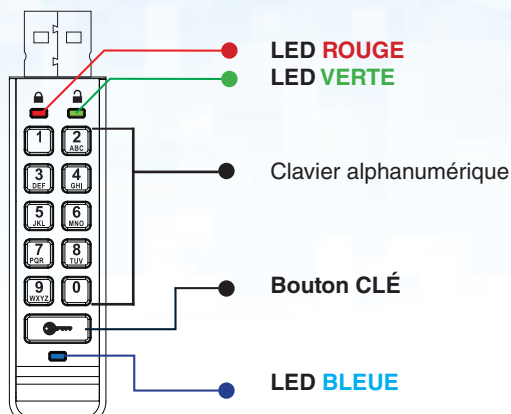 LED ROUGE
LED VERTE
1
2
ABC
Clavier alphanumérique
3
DEF
4
GHI
5
JKL
6
MNO
7
PQR
8
TUV
9
WXYZ
0
Bouton CLÉ
LED BLEUE